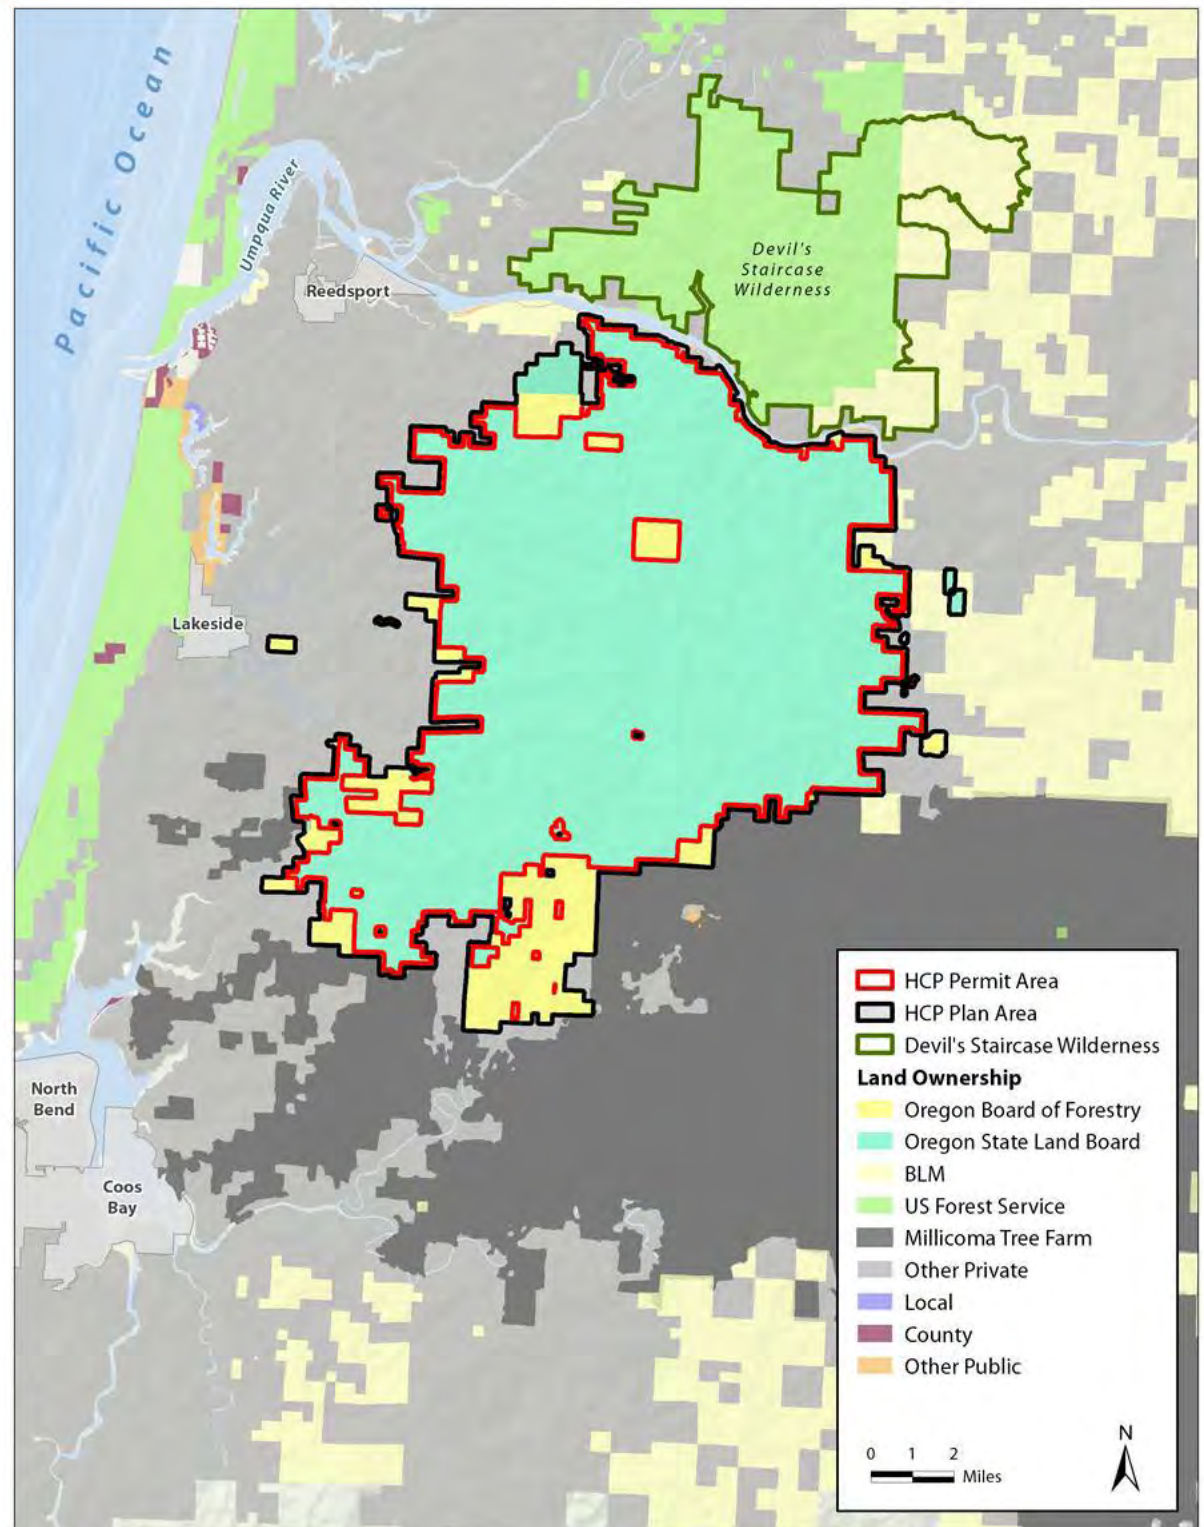 Pacific Ocean
Umpqua River
Reedsport
Devil's
Staircase
Wilderness
Lakeside
North
Bend
Coos
Bay
HCP Permit Area
HCP Plan Area
Devil's Staircase Wilderness
Land Ownership
Oregon Board of Forestry
Oregon State Land Board
BLM
US Forest Service
Millicoma Tree Farm
Other Private
Local
County
Other Public
N
0 1 2
Miles